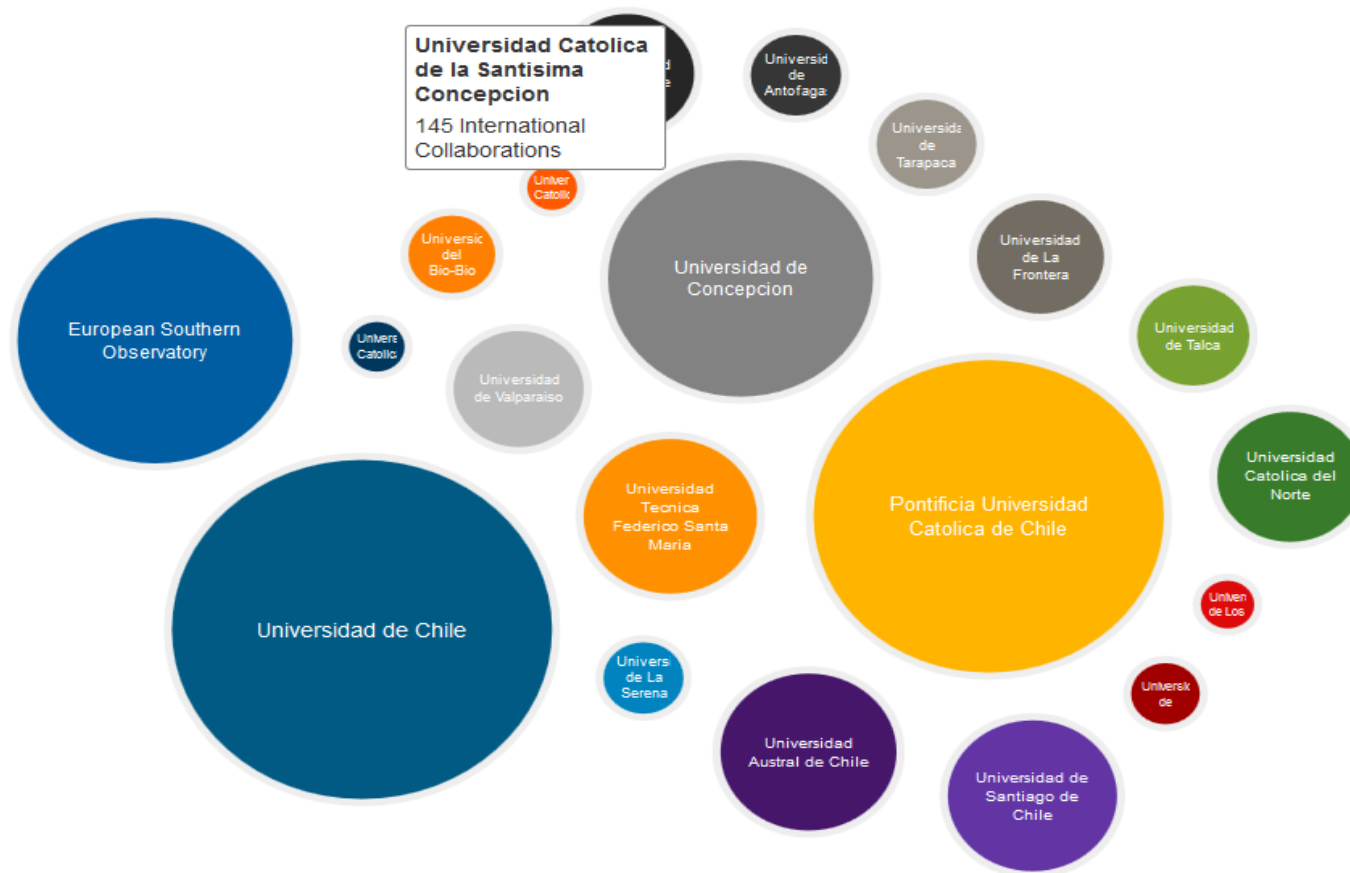 Universidad Catolica
de la Santisima
Concepcion
145 International
Collaborations
Universid
de
Antofagas
Universida
de
Tarapaca
Univer
Catolic
Universidad de
Concepcion
Universidad
de La
Frontera
Universid
del
Bio-Bio
European Southern
Observatory
Univers
Catolica
Universidad
de Talca
Universidad
de Valparaiso
Universidad
Catolica del
Norte
Universidad
Tecnica
Federico Santa
Maria
Pontificia Universidad
Catolica de Chile
Univer
de Los
Universidad de Chile
Univers
de La
Serena
Universi
de
Universidad
Austral de Chile
Universidad de
Santiago de
Chile